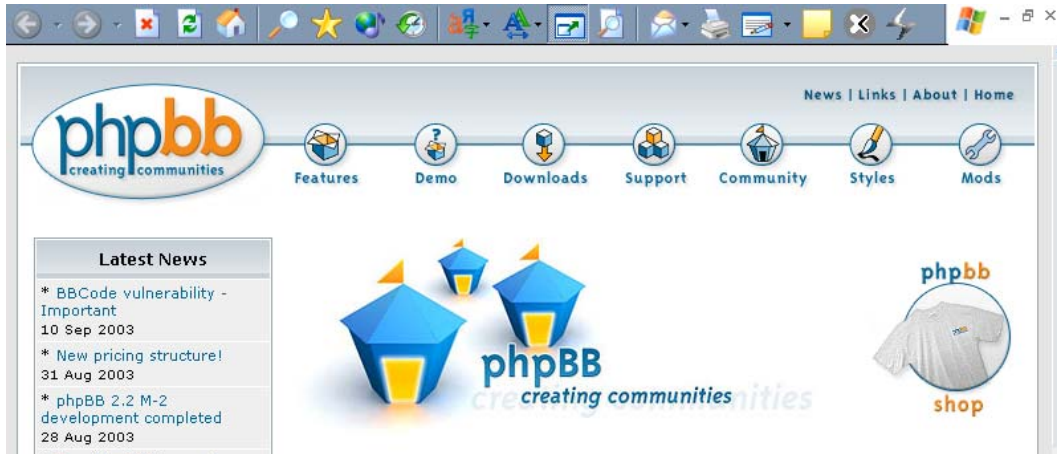 News | Links | About | Home
phpbb
creating communities
Features
Demo
Downloads
Support
Community
Styles
Mods
Latest News
* BBCode vulnerability -
Important
10 Sep 2003
* New pricing structure!
31 Aug 2003
* phpBB 2.2 M-2
development completed
28 Aug 2003
phpBB
creating communities
phpbb
shop